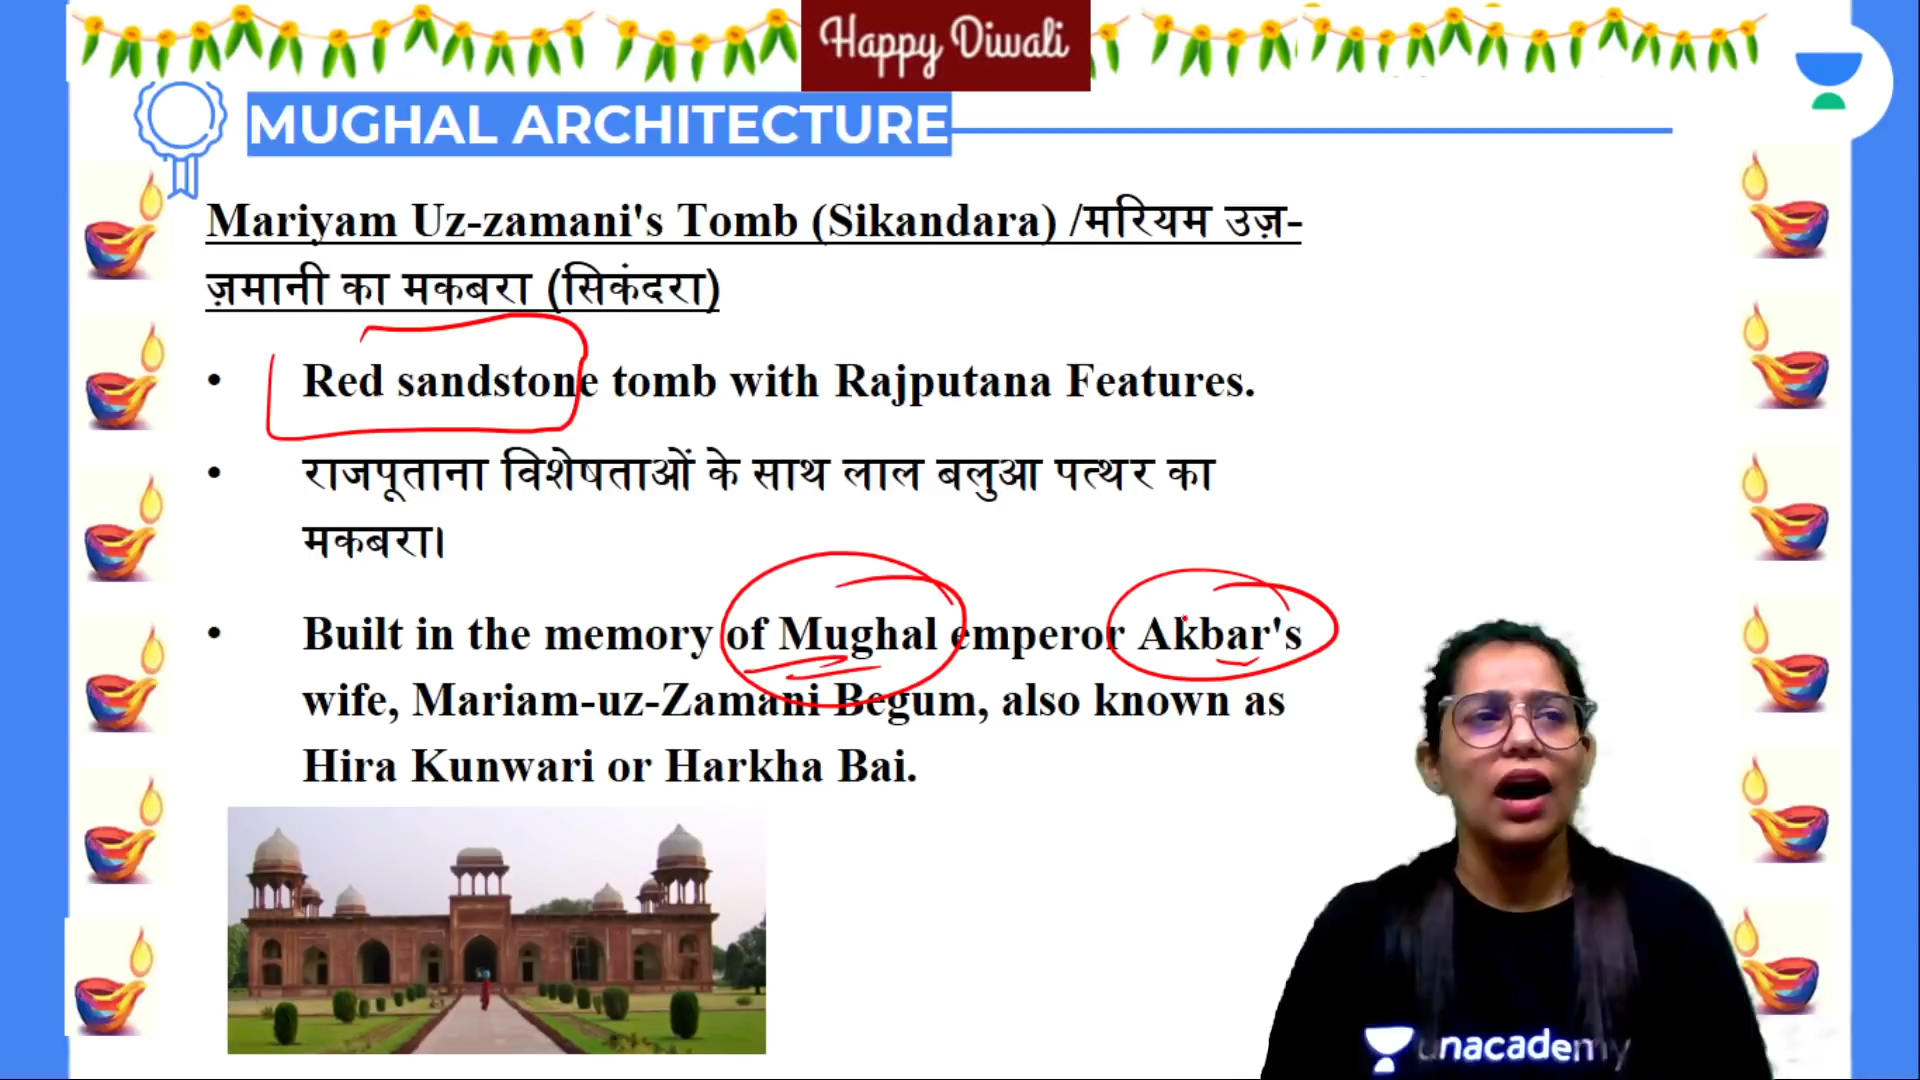 Happy Diwali
MUGHAL ARCHITECTURE
Mariyam Uz-zamani's Tomb (Sikandara) /मरियम उज़-
ज़मानी का मकबरा (सिकंदरा)
• Red sandstone tomb with Rajputana Features.
• राजपूताना विशेषताओं के साथ लाल बलुआ पत्थर का
मकबरा।
• Built in the memory of Mughal emperor Akbar's
wife, Mariam-uz-Zamani Begum, also known as
Hira Kunwari or Harkha Bai.
unacademy